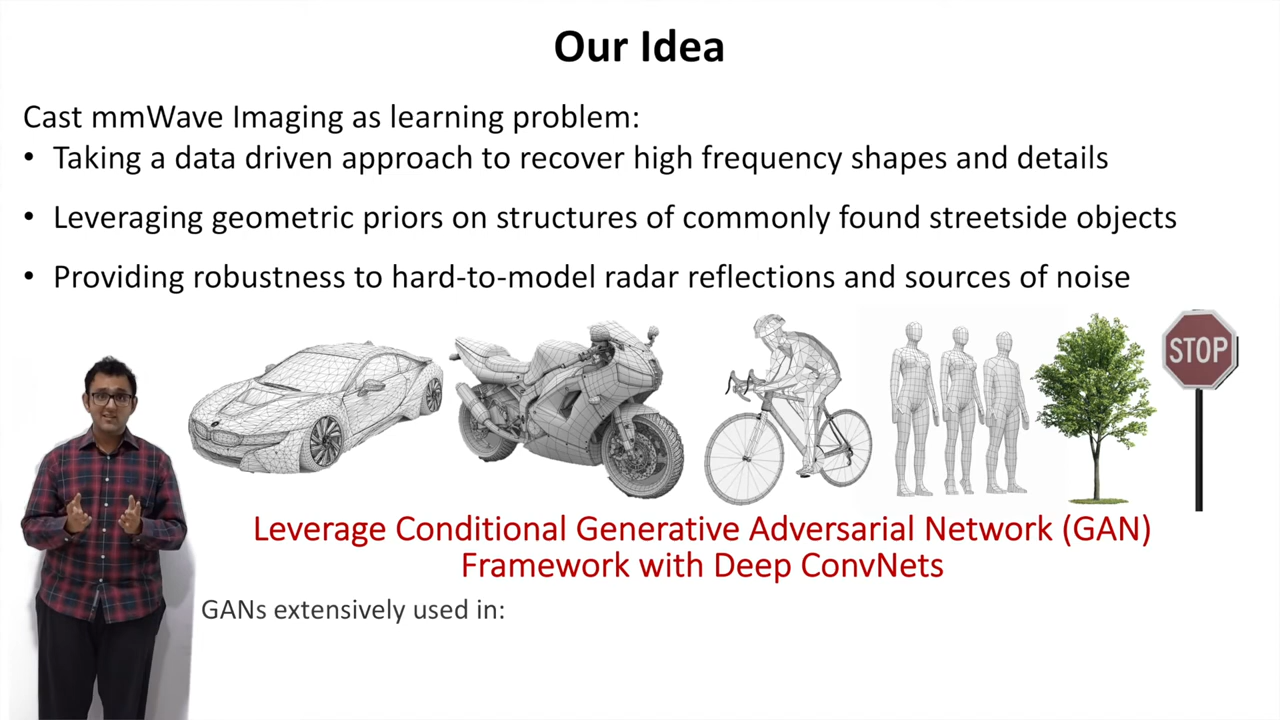 Our Idea
Cast mmWave Imaging as learning problem:
• Taking a data driven approach to recover high frequency shapes and details
• Leveraging geometric priors on structures of commonly found streetside objects
• Providing robustness to hard-to-model radar reflections and sources of noise
STOP
Leverage Conditional Generative Adversarial Network (GAN)
Framework with Deep ConvNets
GANs extensively used in: